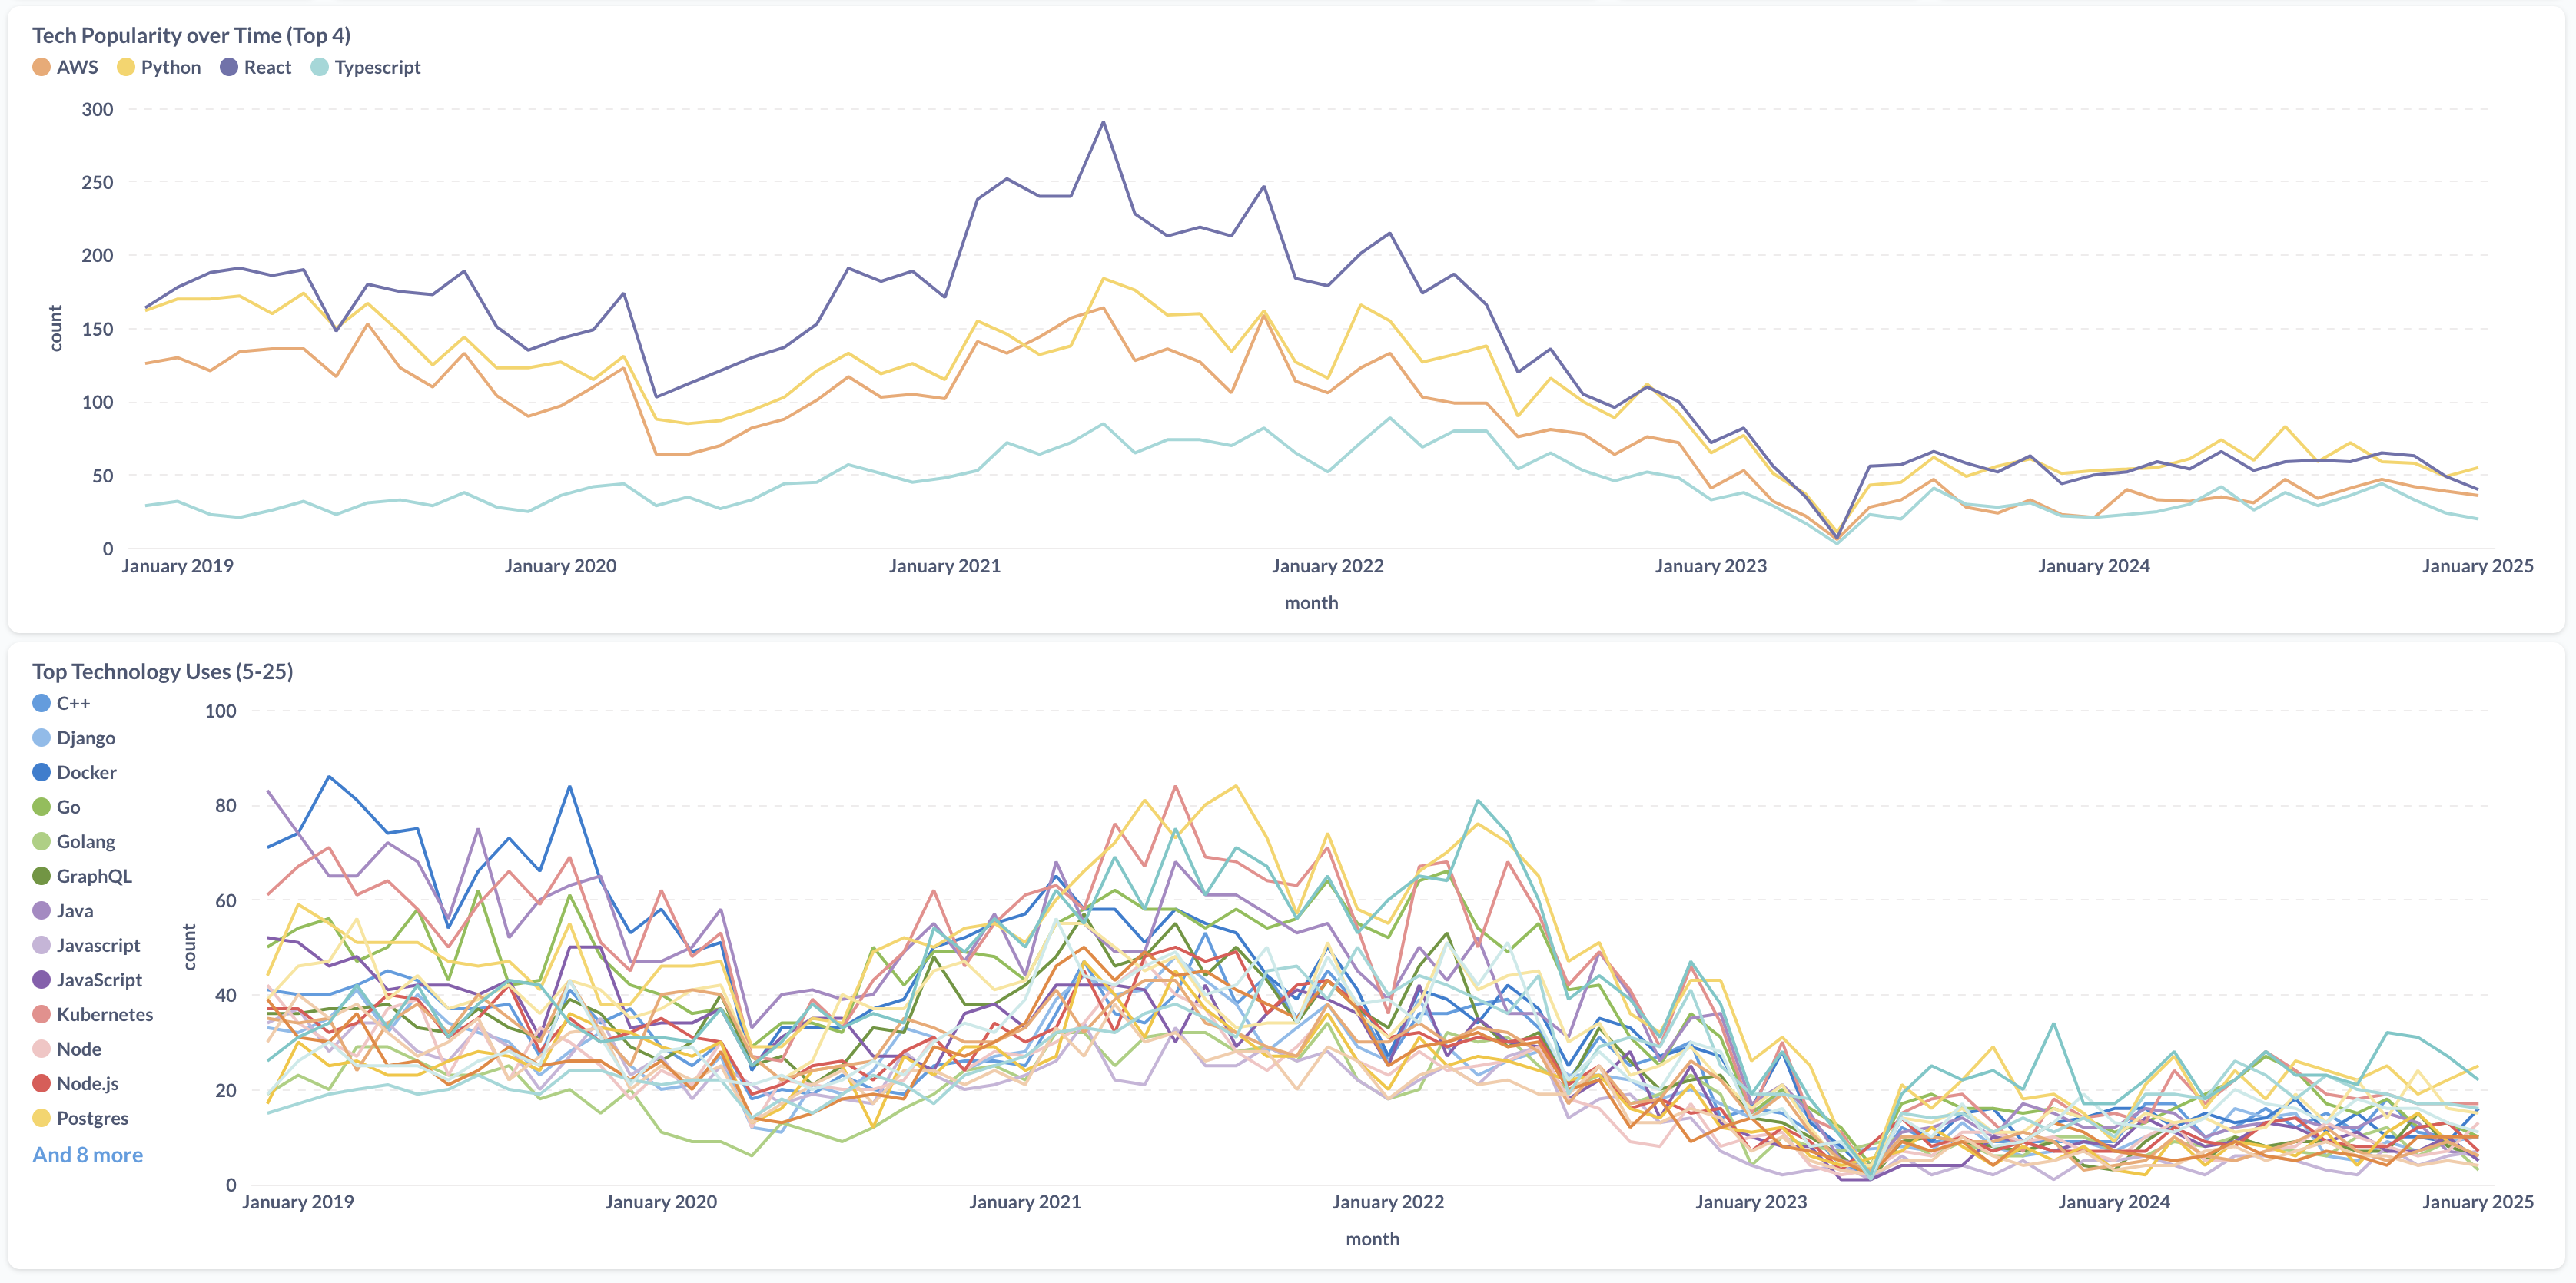 Tech Popularity over Time (Top 4)
AWS Python React Typescript
300
250
200
150
100
50
0
count
January 2019 January 2020 January 2021 January 2022 January 2023 January 2024 January 2025
month
Top Technology Uses (5-25)
C++
Django
Docker
Go
Golang
GraphQL
Java
Javascript
JavaScript
Kubernetes
Node
Node.js
Postgres
And 8 more
100
80
60
40
20
0
count
January 2019 January 2020 January 2021 January 2022 January 2023 January 2024 January 2025
month